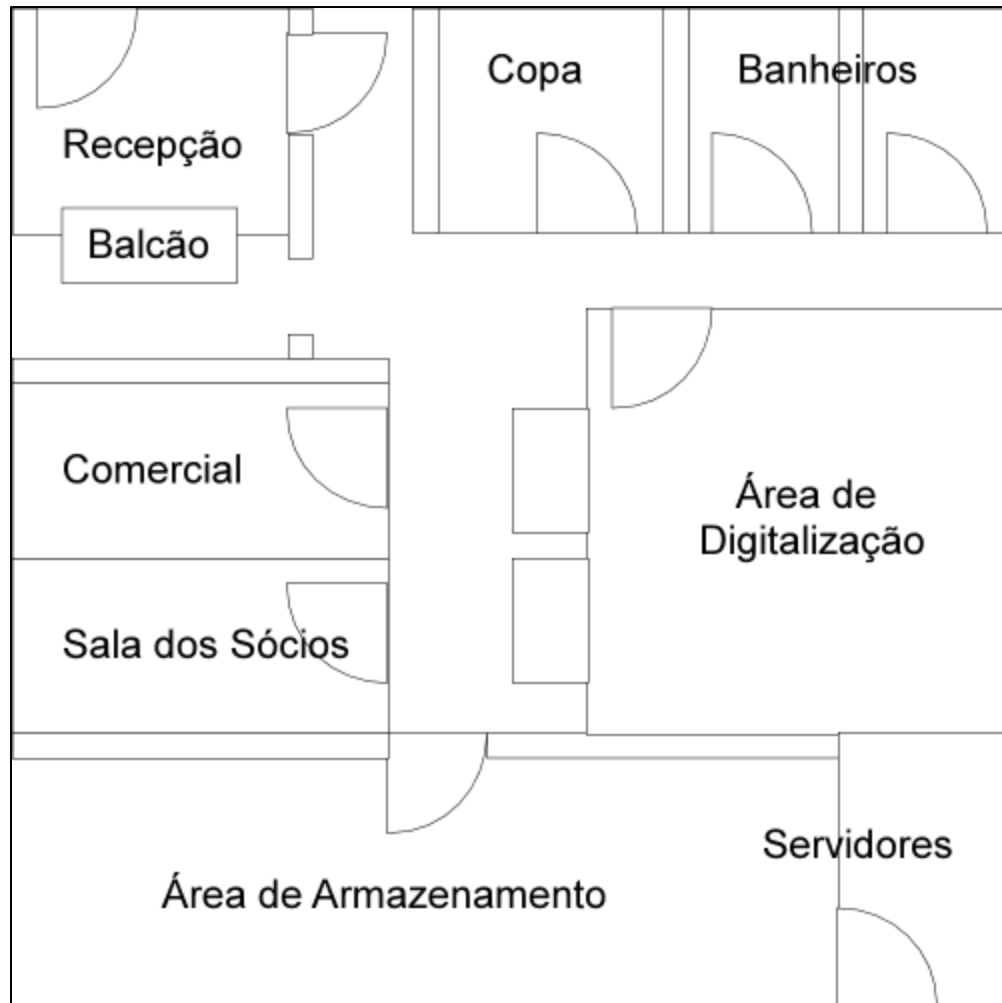 Copa
Banheiros
Recepção
Balcão
Comercial
Área de
Digitalização
Sala dos Sócios
Servidores
Área de Armazenamento